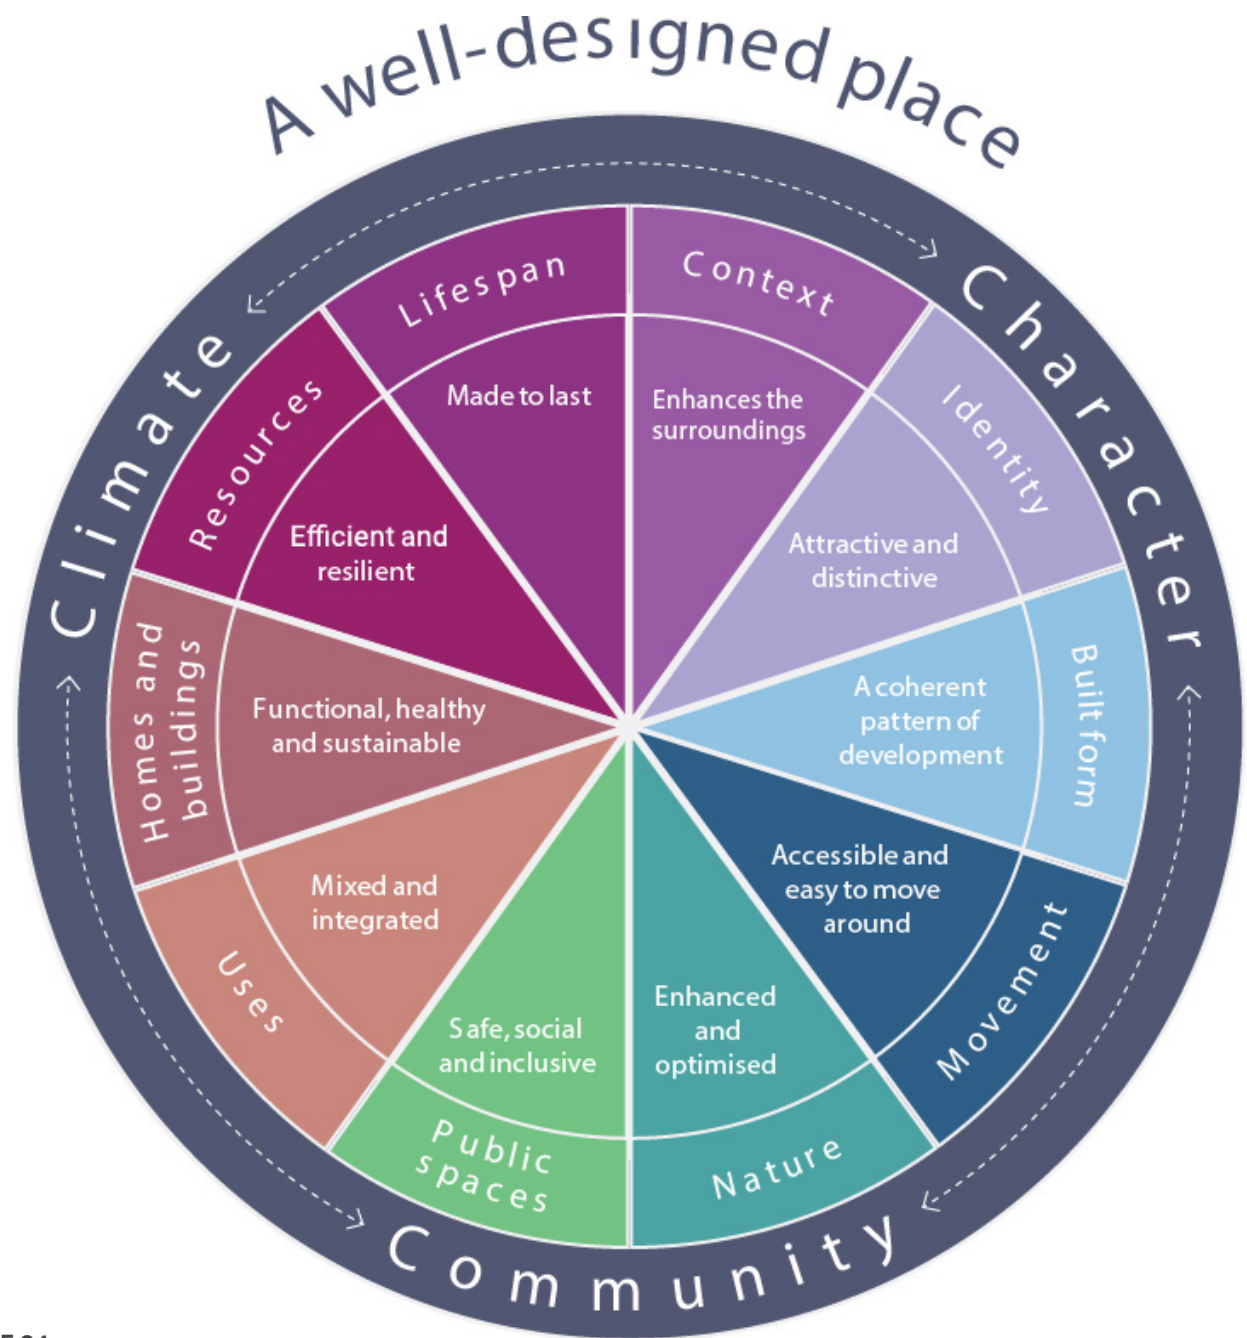 A well-designed place
Climate
Character
Community
Context
Enhances the
surroundings
Identity
Attractive and
distinctive
Built form
A coherent
pattern of
development
Movement
Accessible and
easy to move
around
Nature
Enhanced
and
optimised
Public
spaces
Safe, social
and inclusive
Uses
Mixed and
integrated
Homes and
buildings
Functional, healthy
and sustainable
Resources
Efficient and
resilient
Lifespan
Made to last